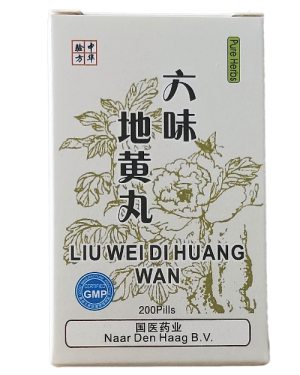 中华
验方
Pure Herbs
六味
地黄丸
LIU WEI DI HUANG
WAN
GMP
200Pills
国医药业
Naar Den Haag B.V.